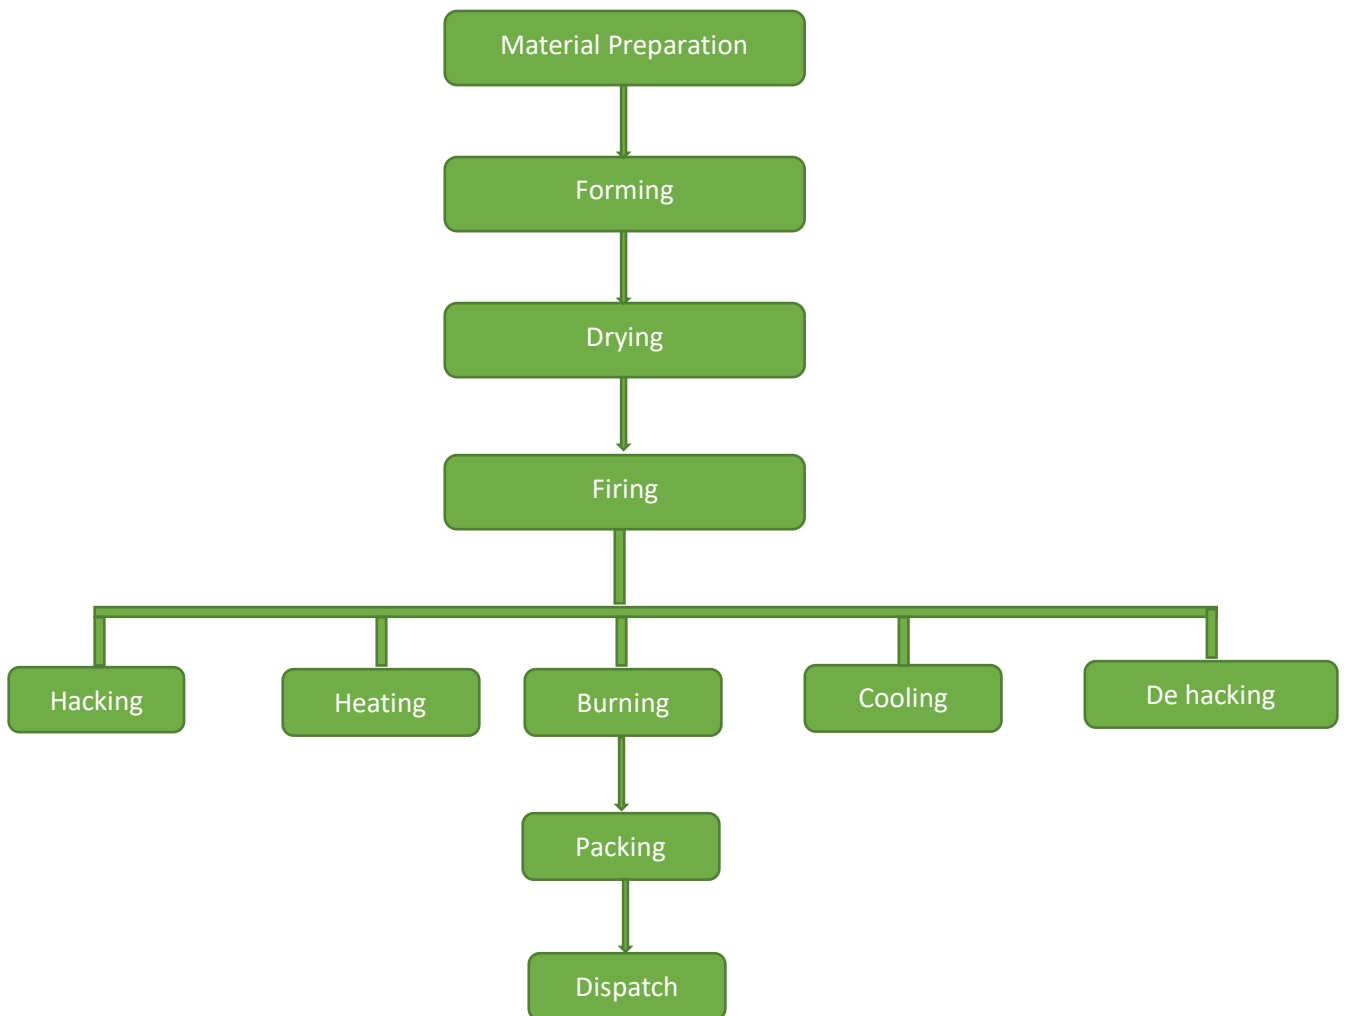 Material Preparation
Forming
Drying
Firing
Hacking
Heating
Burning
Cooling
De hacking
Packing
Dispatch